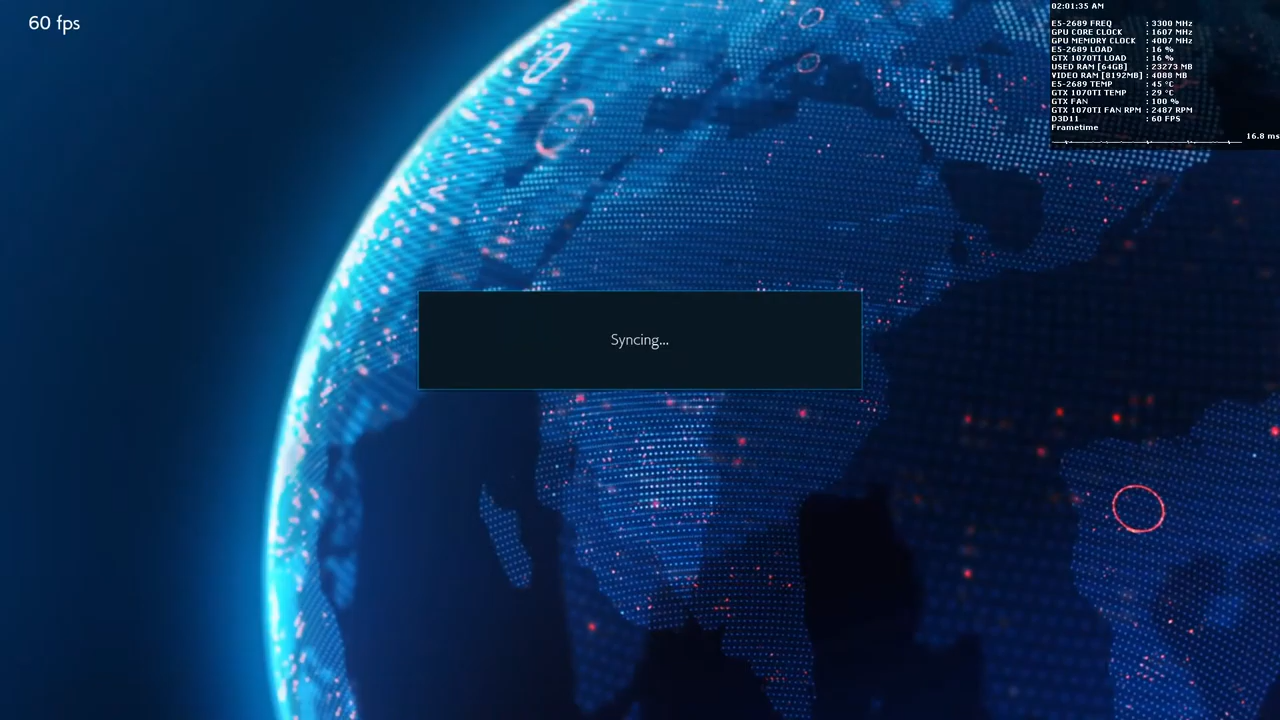 60 fps
02:01:35 AM
E5-2689 FREQ : 3300 MHz
GPU CORE CLOCK : 1607 MHz
GPU MEMORY CLOCK : 4007 MHz
E5-2689 LOAD : 16 %
GTX 1070TI LOAD : 16 %
USED RAM [64GB] : 23273 MB
VIDEO RAM [8192MB] : 4088 MB
E5-2689 TEMP : 45 °C
GTX 1070TI TEMP : 29 °C
GTX FAN : 100 %
GTX 1070TI FAN RPM : 2487 RPM
D3D11 : 60 FPS
Frametime
16.8 ms
Syncing...